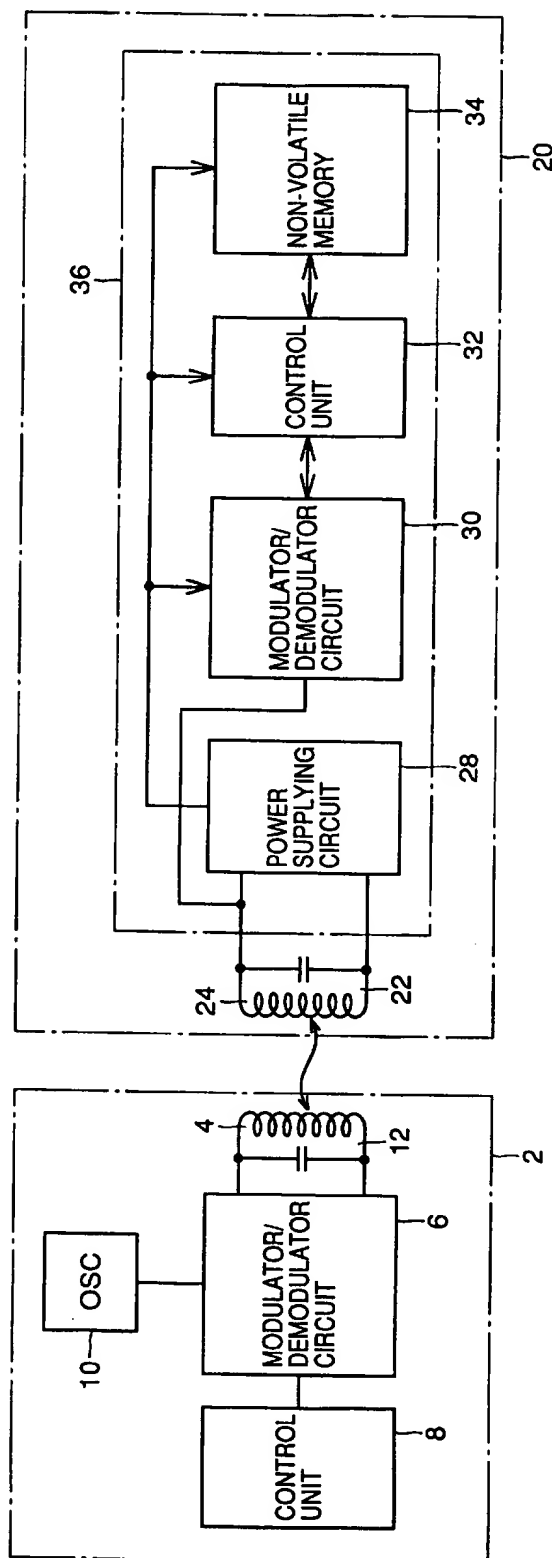 36
NON-VOLATILE
MEMORY
34
CONTROL
UNIT
32
MODULATOR/
DEMODULATOR
CIRCUIT
30
POWER
SUPPLYING
CIRCUIT
28
24
22
20
OSC
10
4
12
MODULATOR/
DEMODULATOR
CIRCUIT
6
CONTROL
UNIT
8
2